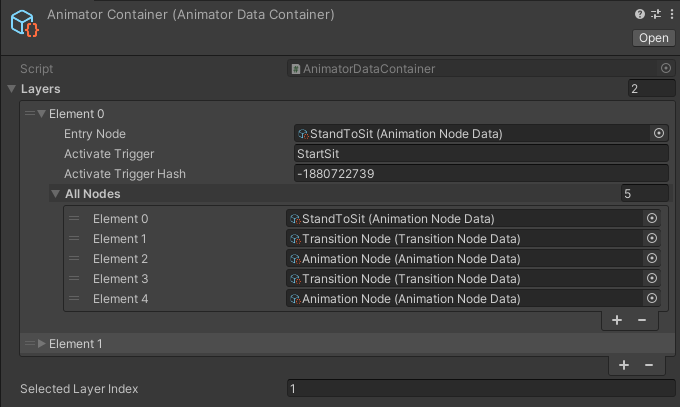 Animator Container (Animator Data Container)
Open
Script AnimatorDataContainer
Layers 2
Element 0
Entry Node StandToSit (Animation Node Data)
Activate Trigger StartSit
Activate Trigger Hash -1880722739
All Nodes 5
Element 0 StandToSit (Animation Node Data)
Element 1 Transition Node (Transition Node Data)
Element 2 Animation Node (Animation Node Data)
Element 3 Transition Node (Transition Node Data)
Element 4 Animation Node (Animation Node Data)
+ −
Element 1
+ −
Selected Layer Index 1